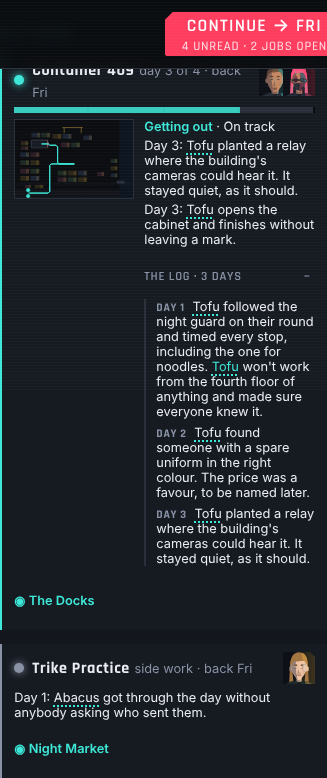 CONTINUE → FRI
4 UNREAD · 2 JOBS OPEN
Container 409 day 3 of 4 · back
Fri
Getting out · On track
Day 3: Tofu planted a relay
where the building's
cameras could hear it. It
stayed quiet, as it should.
Day 3: Tofu opens the
cabinet and finishes without
leaving a mark.
THE LOG · 3 DAYS –
DAY 1 Tofu followed the
night guard on their round
and timed every stop,
including the one for
noodles. Tofu won't work
from the fourth floor of
anything and made sure
everyone knew it.
DAY 2 Tofu found
someone with a spare
uniform in the right
colour. The price was a
favour, to be named later.
DAY 3 Tofu planted a relay
where the building's
cameras could hear it. It
stayed quiet, as it should.
◉ The Docks
Trike Practice side work · back Fri
Day 1: Abacus got through the day without
anybody asking who sent them.
◉ Night Market